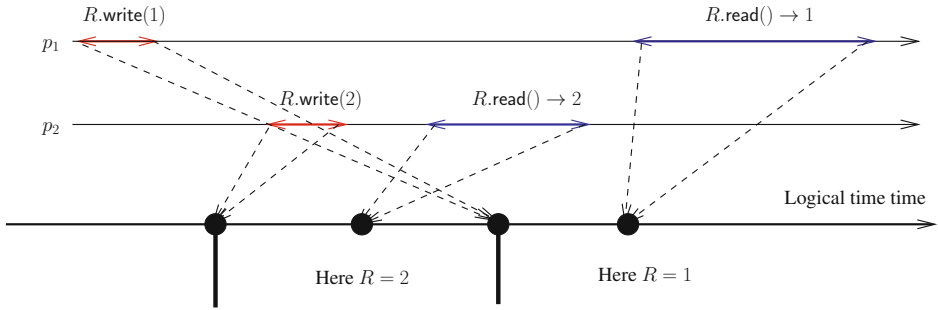 R.write(1)
R.read() → 1
p₁
R.write(2)
R.read() → 2
p₂
Logical time time
Here R = 2
Here R = 1